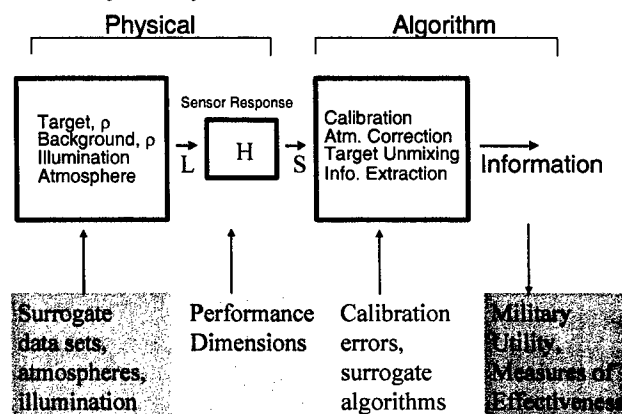 Physical
Algorithm
Target, ρ
Background, ρ
Illumination
Atmosphere
L
Sensor Response
H
S
Calibration
Atm. Correction
Target Unmixing
Info. Extraction
Information
Surrogate
data sets,
atmospheres,
illumination
Performance
Dimensions
Calibration
errors,
surrogate
algorithms
Military
Utility,
Measures of
Effectiveness